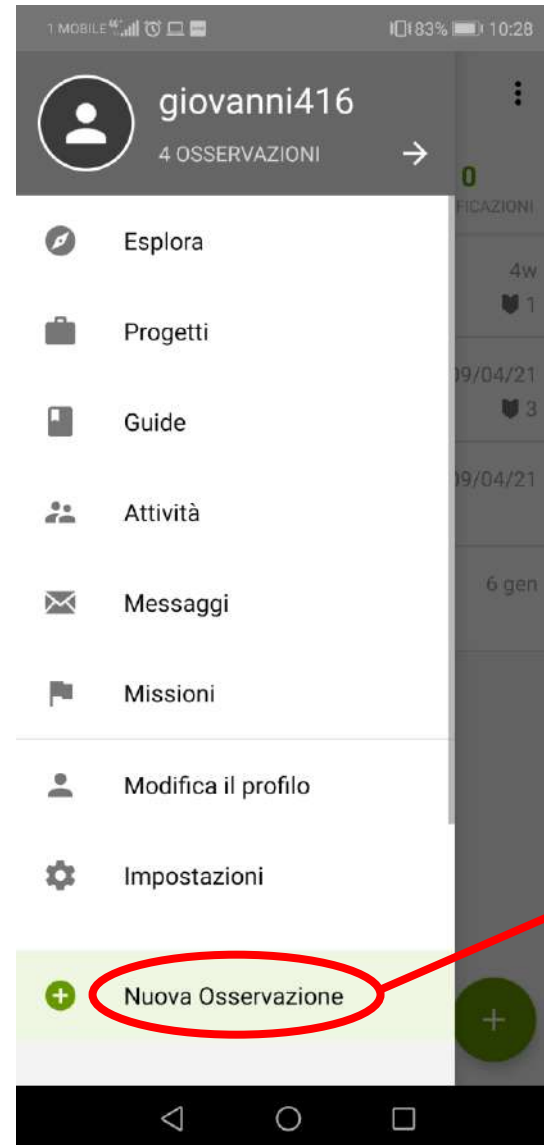 1 MOBILE 83% 10:28
giovanni416
4 OSSERVAZIONI
0
FICAZIONI
Esplora
4w
1
Progetti
09/04/21
3
Guide
09/04/21
Attività
6 gen
Messaggi
Missioni
Modifica il profilo
Impostazioni
Nuova Osservazione